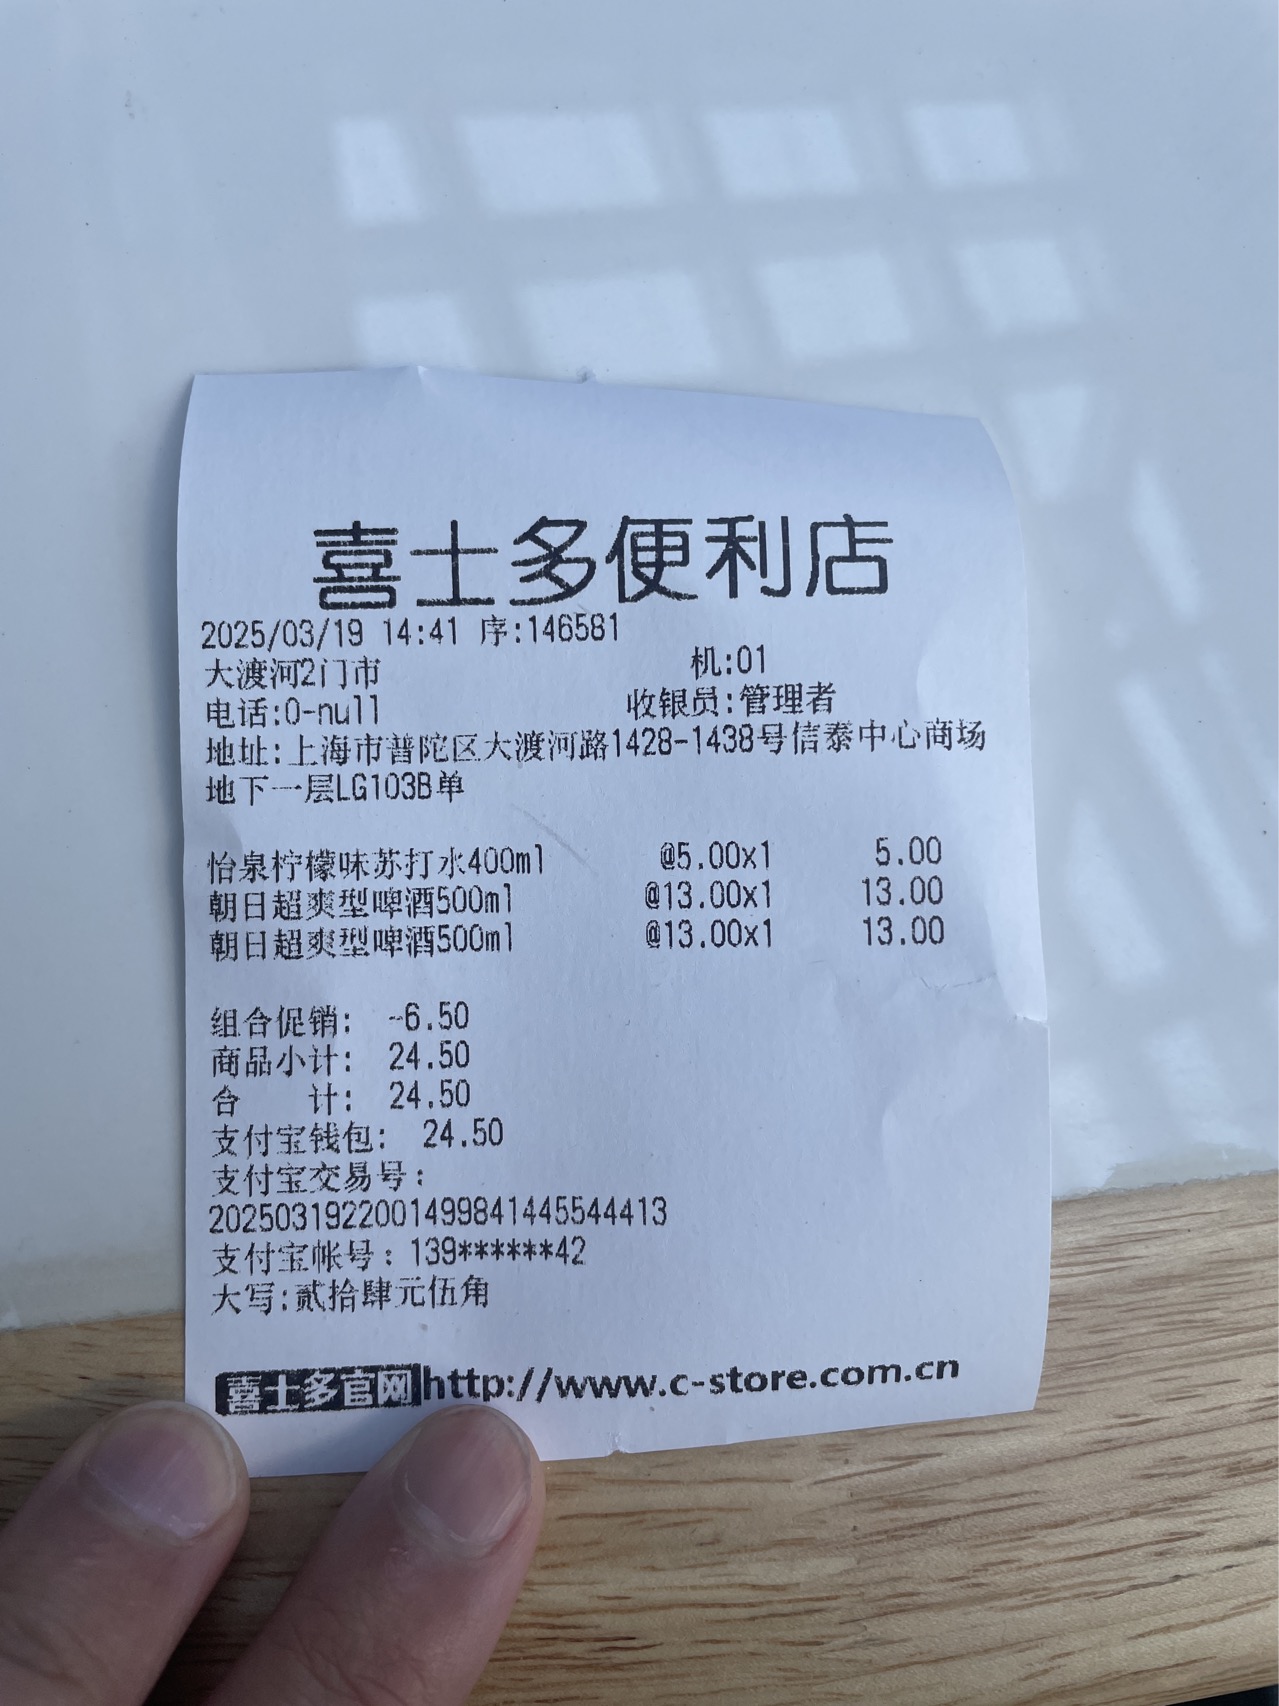 喜士多便利店
2025/03/19 14:41 序:146581
大渡河2门市 机:01
电话:0-null 收银员:管理者
地址:上海市普陀区大渡河路1428-1438号信泰中心商场
地下一层LG103B单
怡泉柠檬味苏打水400ml @5.00x1 5.00
朝日超爽型啤酒500ml @13.00x1 13.00
朝日超爽型啤酒500ml @13.00x1 13.00
组合促销: -6.50
商品小计: 24.50
合 计: 24.50
支付宝钱包: 24.50
支付宝交易号:
2025031922001499841445544413
支付宝帐号:139******42
大写:贰拾肆元伍角
喜士多官网http://www.c-store.com.cn